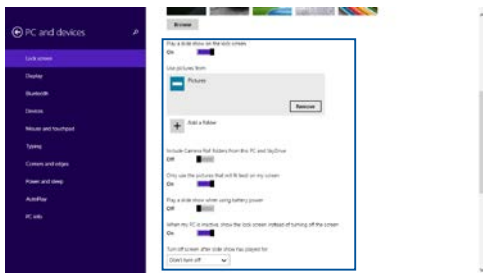 PC and devices
Lock screen
Display
Bluetooth
Devices
Mouse and touchpad
Typing
Corners and edges
Power and sleep
AutoPlay
PC info
Browse
Play a slide show on the lock screen
On
Use pictures from
Pictures
Remove
Add a folder
Include Camera Roll folders from this PC and SkyDrive
Off
Only use the pictures that will fit best on my screen
On
Play a slide show when using battery power
Off
When my PC is inactive, show the lock screen instead of turning off the screen
On
Turn off screen after slide show has played for
Don't turn off